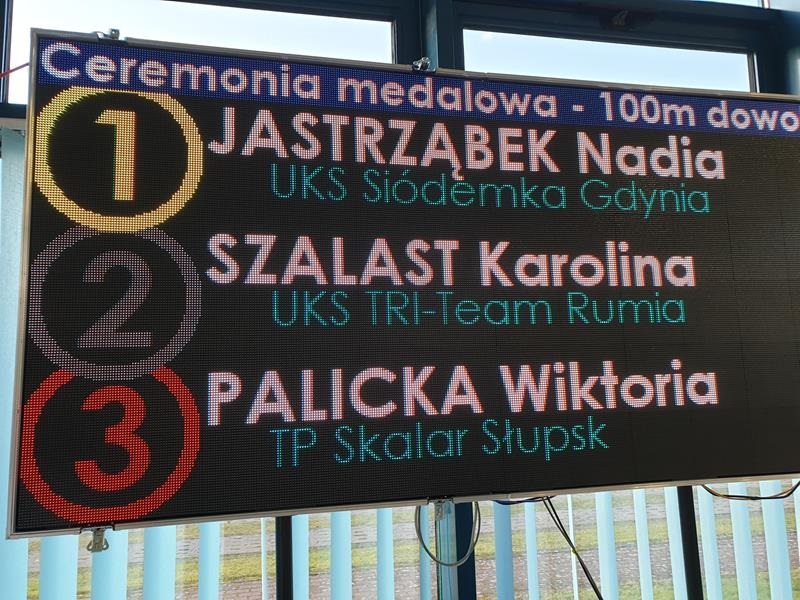 Ceremonia medalowa - 100m dowo
1
JASTRZĄBEK Nadia
UKS Siódemka Gdynia
2
SZALAST Karolina
UKS TRI-Team Rumia
3
PALICKA Wiktoria
TP Skalar Słupsk